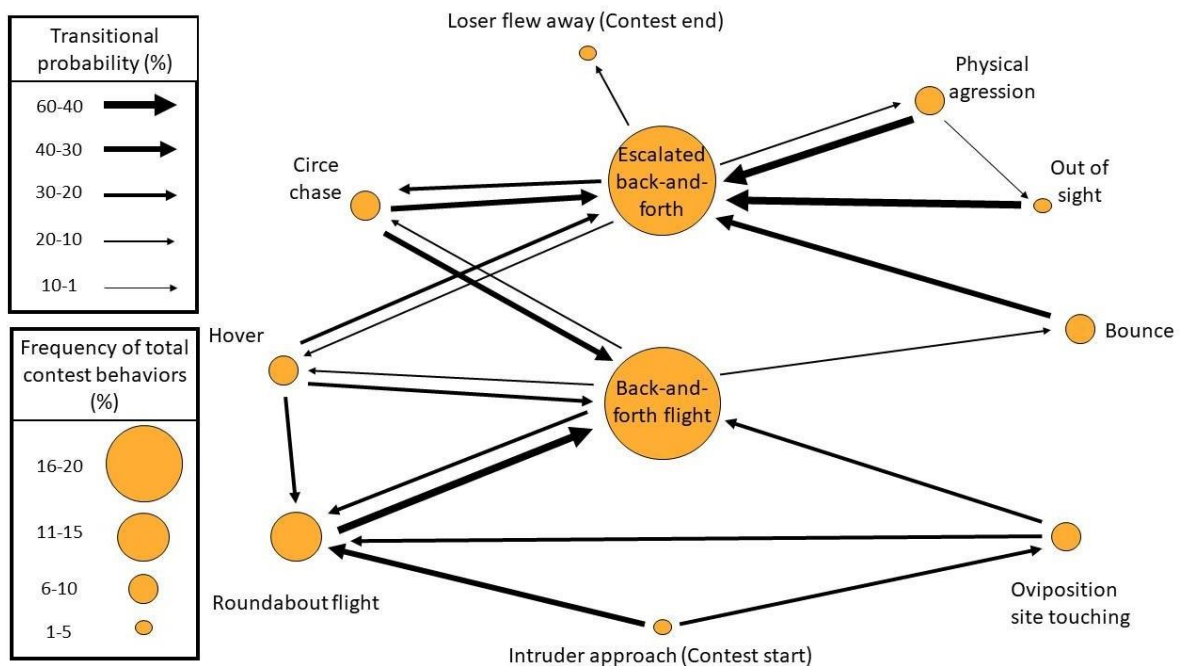 Transitional
probability (%)
60-40
40-30
30-20
20-10
10-1
Frequency of total
contest behaviors
(%)
16-20
11-15
6-10
1-5
Loser flew away (Contest end)
Physical
agression
Escalated
back-and-
forth
Circe
chase
Out of
sight
Hover
Bounce
Back-and-
forth flight
Roundabout flight
Oviposition
site touching
Intruder approach (Contest start)